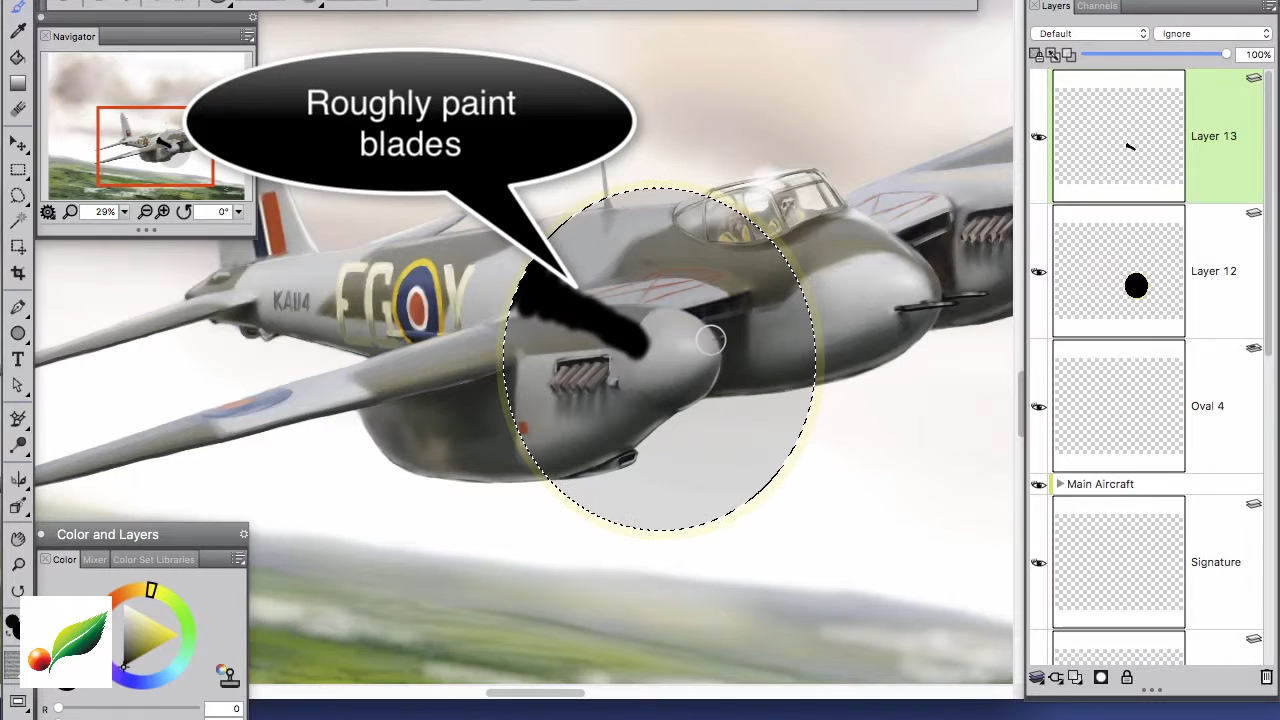 Layers Channels
Default Ignore
100%
Navigator
29% 0°
Roughly paint
blades
Layer 13
Layer 12
Oval 4
Main Aircraft
Signature
KA114
EG Y
T
Color and Layers
Color Mixer Color Set Libraries
R 0